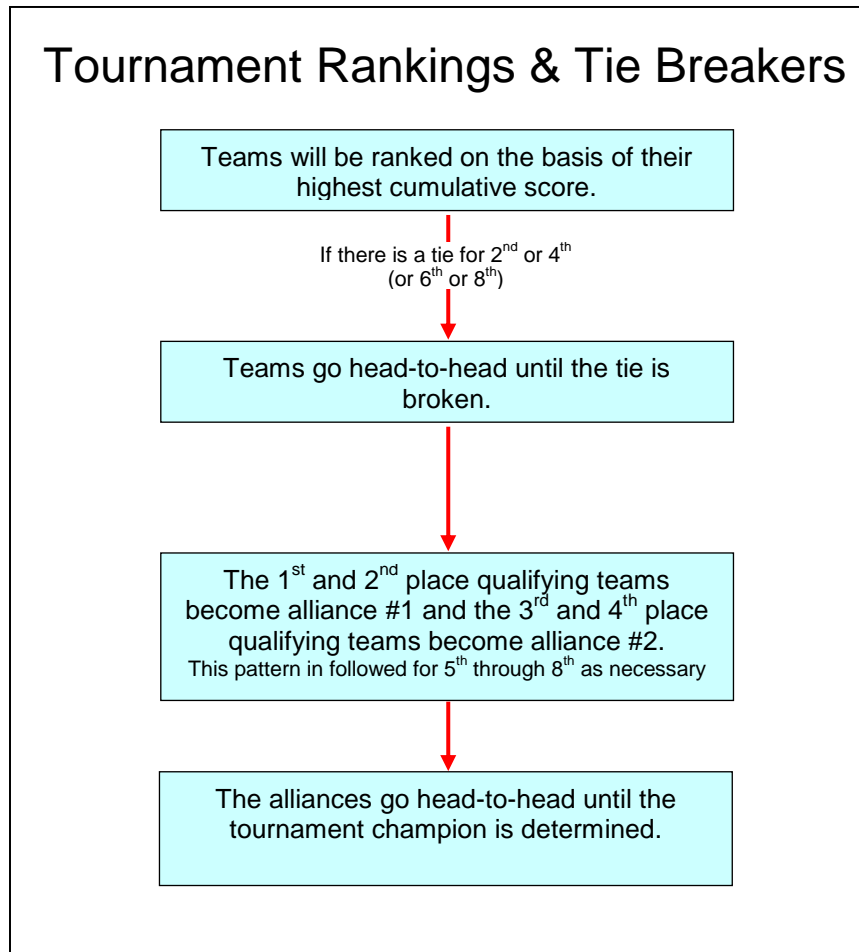 Tournament Rankings & Tie Breakers
Teams will be ranked on the basis of their
highest cumulative score.
If there is a tie for 2nd or 4th
(or 6th or 8th)
Teams go head-to-head until the tie is
broken.
The 1st and 2nd place qualifying teams
become alliance #1 and the 3rd and 4th place
qualifying teams become alliance #2.
This pattern in followed for 5th through 8th as necessary
The alliances go head-to-head until the
tournament champion is determined.